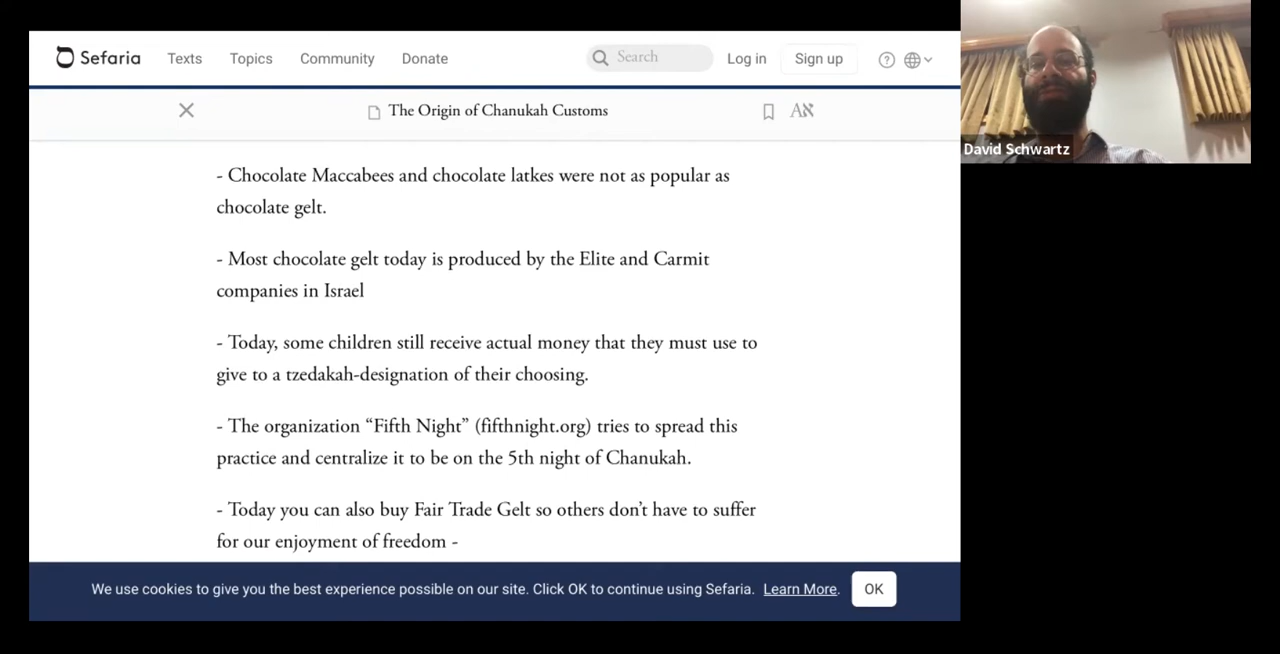 Sefaria Texts Topics Community Donate Search Log in Sign up
The Origin of Chanukah Customs Aא
- Chocolate Maccabees and chocolate latkes were not as popular as
chocolate gelt.
- Most chocolate gelt today is produced by the Elite and Carmit
companies in Israel
- Today, some children still receive actual money that they must use to
give to a tzedakah-designation of their choosing.
- The organization “Fifth Night” (fifthnight.org) tries to spread this
practice and centralize it to be on the 5th night of Chanukah.
- Today you can also buy Fair Trade Gelt so others don’t have to suffer
for our enjoyment of freedom -
We use cookies to give you the best experience possible on our site. Click OK to continue using Sefaria. Learn More. OK
David Schwartz